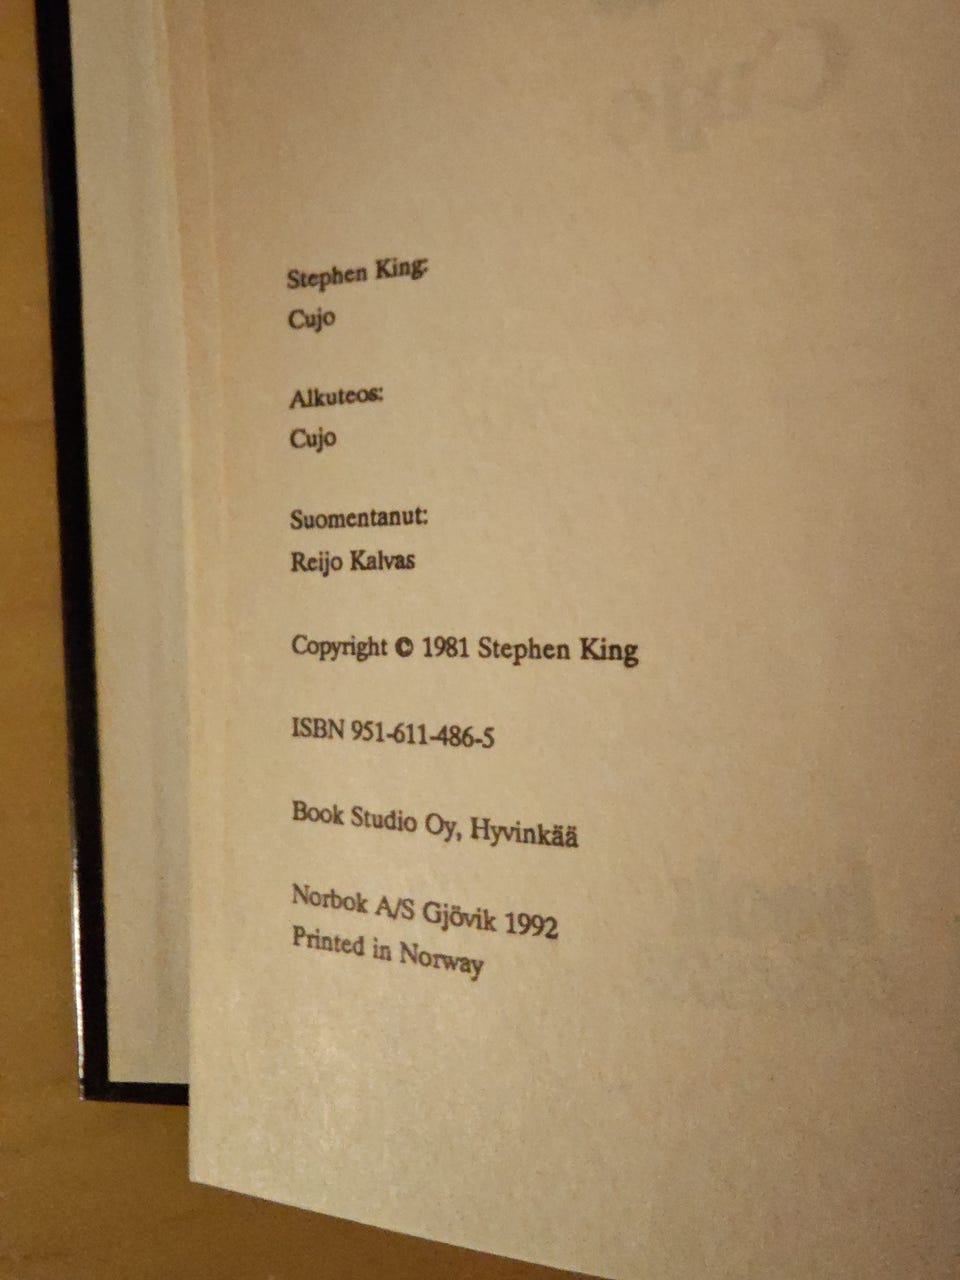 Stephen King:
Cujo
Alkuteos:
Cujo
Suomentanut:
Reijo Kalvas
Copyright © 1981 Stephen King
ISBN 951-611-486-5
Book Studio Oy, Hyvinkää
Norbok A/S Gjövik 1992
Printed in Norway